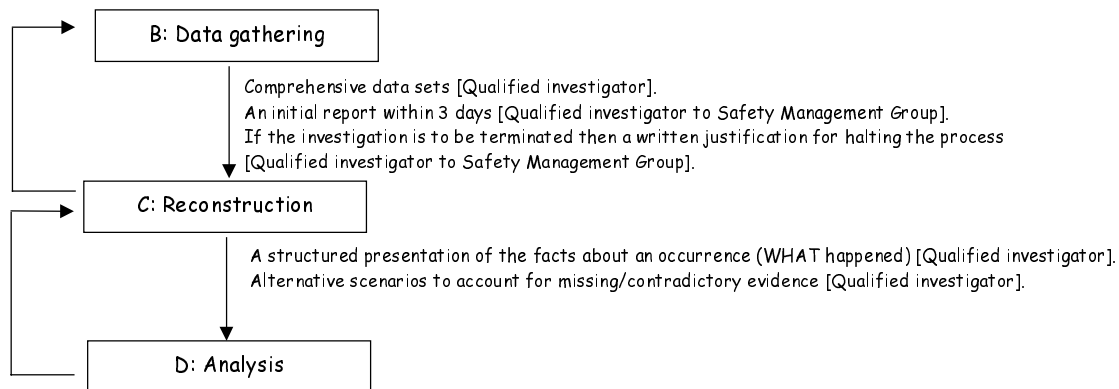 B: Data gathering
Comprehensive data sets [Qualified investigator].
An initial report within 3 days [Qualified investigator to Safety Management Group].
If the investigation is to be terminated then a written justification for halting the process
[Qualified investigator to Safety Management Group].
C: Reconstruction
A structured presentation of the facts about an occurrence (WHAT happened) [Qualified investigator].
Alternative scenarios to account for missing/contradictory evidence [Qualified investigator].
D: Analysis